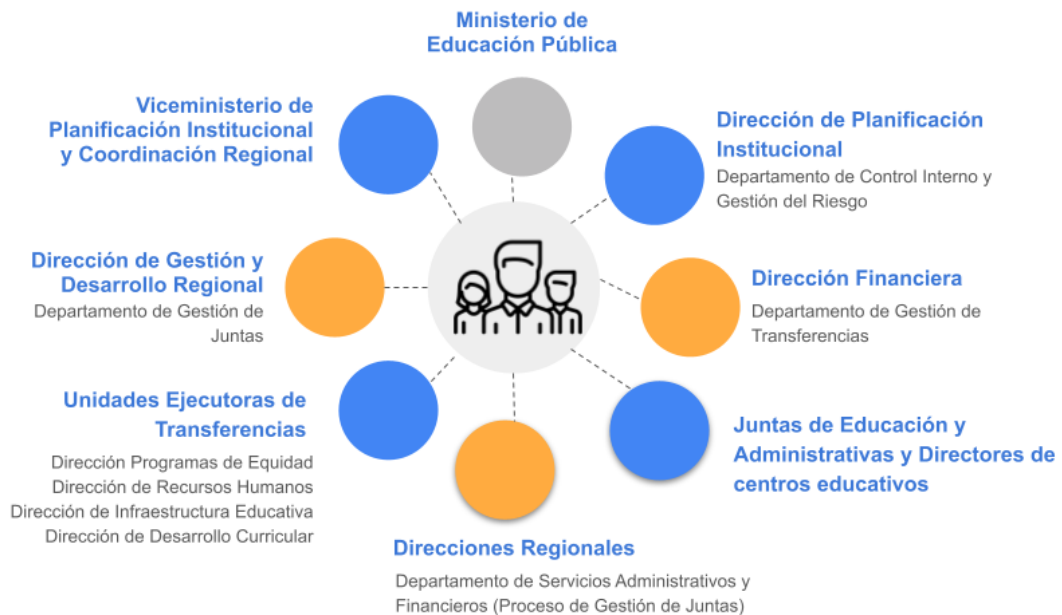 Ministerio de
Educación Pública
Viceministerio de
Planificación Institucional
y Coordinación Regional
Dirección de Planificación
Institucional
Departamento de Control Interno y
Gestión del Riesgo
Dirección de Gestión y
Desarrollo Regional
Departamento de Gestión de
Juntas
Dirección Financiera
Departamento de Gestión de
Transferencias
Unidades Ejecutoras de
Transferencias
Dirección Programas de Equidad
Dirección de Recursos Humanos
Dirección de Infraestructura Educativa
Dirección de Desarrollo Curricular
Juntas de Educación y
Administrativas y Directores de
centros educativos
Direcciones Regionales
Departamento de Servicios Administrativos y
Financieros (Proceso de Gestión de Juntas)